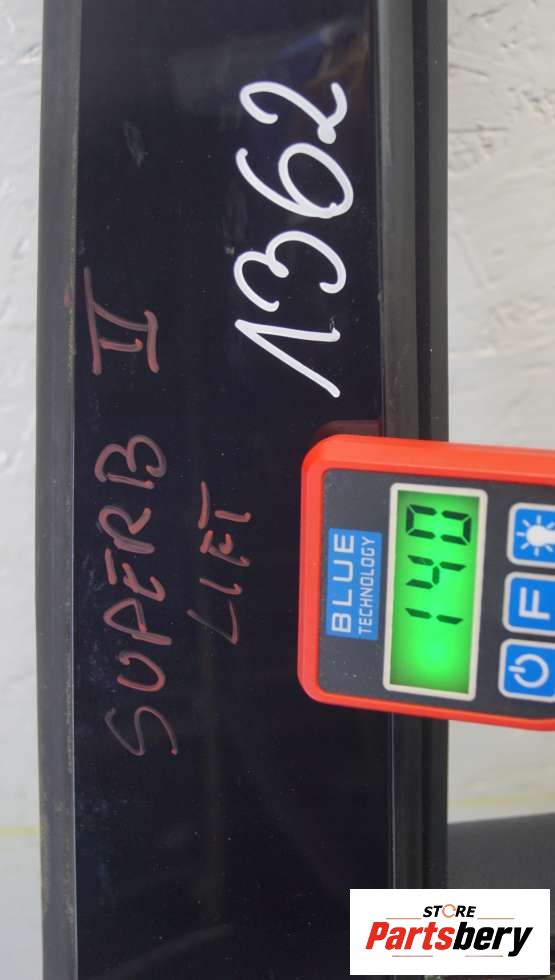 1362
SUPERB II
LIFT
BLUE
TECHNOLOGY
140
F
STORE
Partsbery